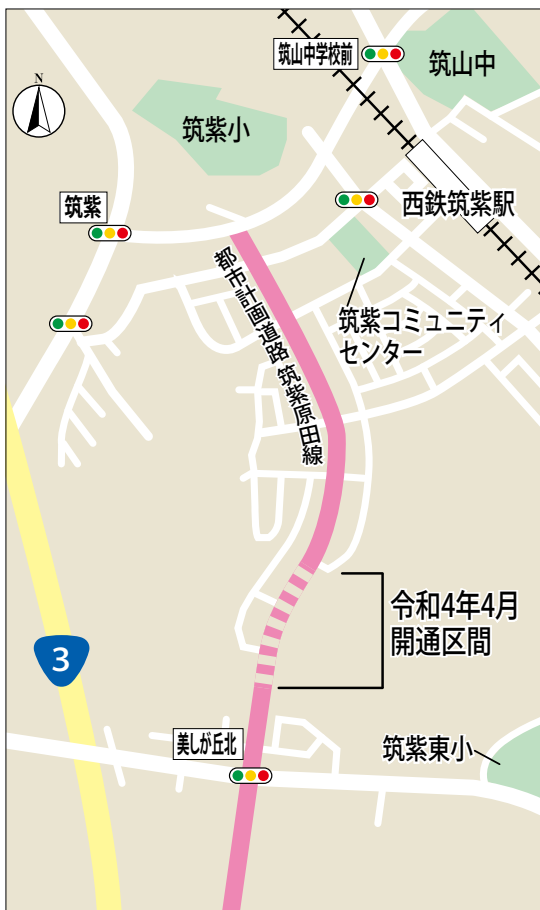 筑山中学校前
筑山中
N
筑紫小
筑紫
西鉄筑紫駅
都市計画道路 筑紫原田線
筑紫コミュニティ
センター
令和4年4月
開通区間
3
美しが丘北
筑紫東小